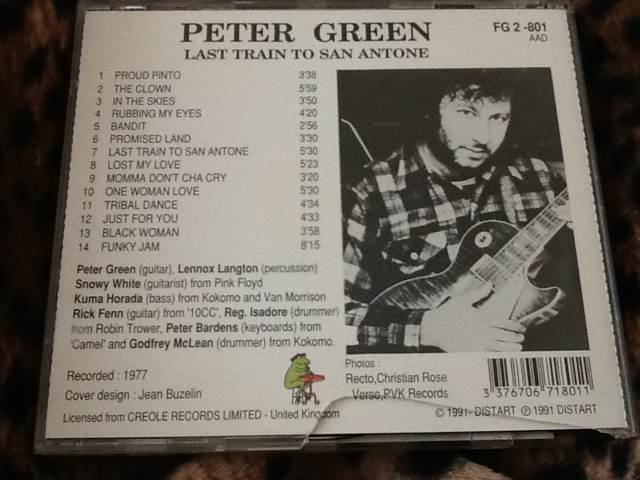 PETER GREEN
LAST TRAIN TO SAN ANTONE
FG 2 -801
AAD
1 PROUD PINTO 3'38
2 THE CLOWN 5'59
3 IN THE SKIES 3'50
4 RUBBING MY EYES 4'20
5 BANDIT 2'56
6 PROMISED LAND 3'30
7 LAST TRAIN TO SAN ANTONE 5'30
8 LOST MY LOVE 5'23
9 MOMMA DON'T CHA CRY 3'20
10 ONE WOMAN LOVE 5'30
11 TRIBAL DANCE 4'34
12 JUST FOR YOU 4'33
13 BLACK WOMAN 3'58
14 FUNKY JAM 8'15
Peter Green (guitar), Lennox Langton (percussion)
Snowy White (guitarist) from Pink Floyd
Kuma Horada (bass) from Kokomo and Van Morrison
Rick Fenn (guitar) from '10CC', Reg. Isadore (drummer)
from Robin Trower, Peter Bardens (keyboards) from
'Camel' and Godfrey McLean (drummer) from Kokomo.
Recorded : 1977
Cover design : Jean Buzelin
Licensed from CREOLE RECORDS LIMITED - United Kingdom
Photos :
Recto,Christian Rose
Verso,PVK Records
3 376706 718011
© 1991- DISTART ℗ 1991 DISTART